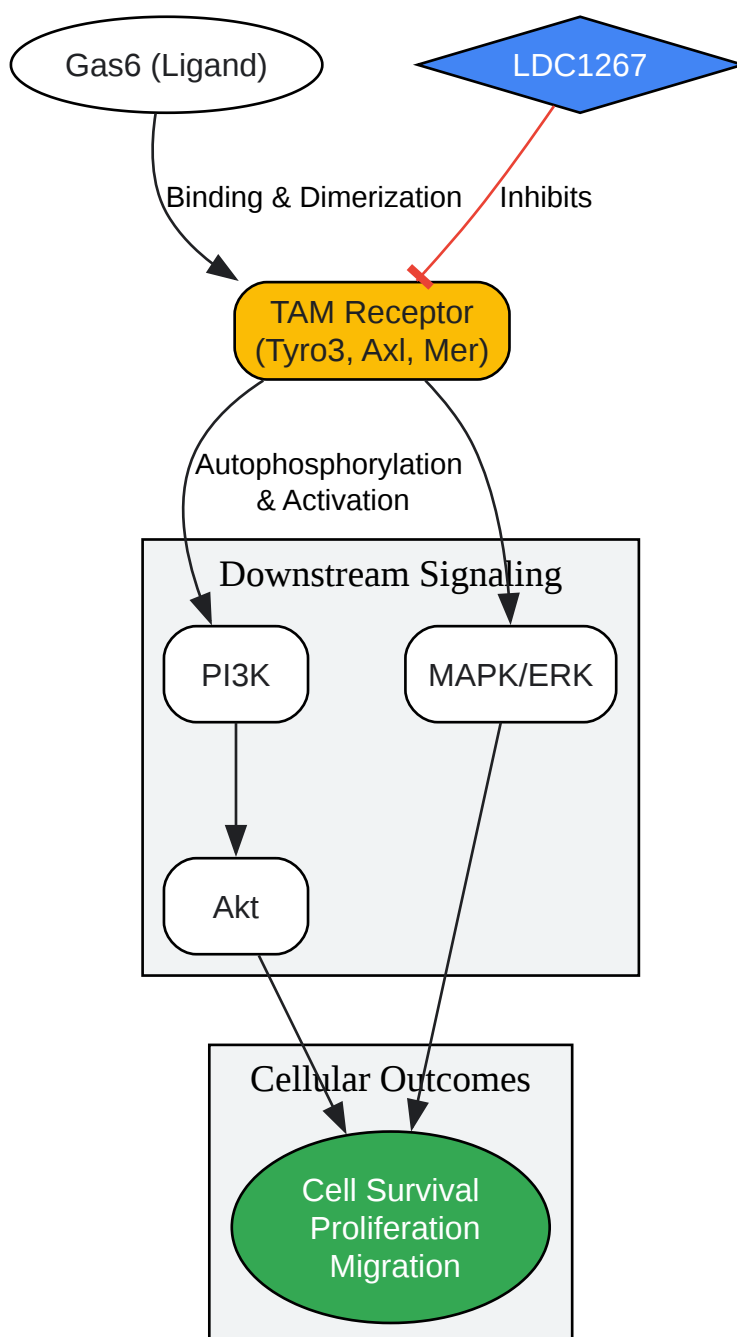 Gas6 (Ligand)
LDC1267
Binding & Dimerization
Inhibits
TAM Receptor
(Tyro3, Axl, Mer)
Autophosphorylation
& Activation
Downstream Signaling
PI3K
MAPK/ERK
Akt
Cellular Outcomes
Cell Survival
Proliferation
Migration